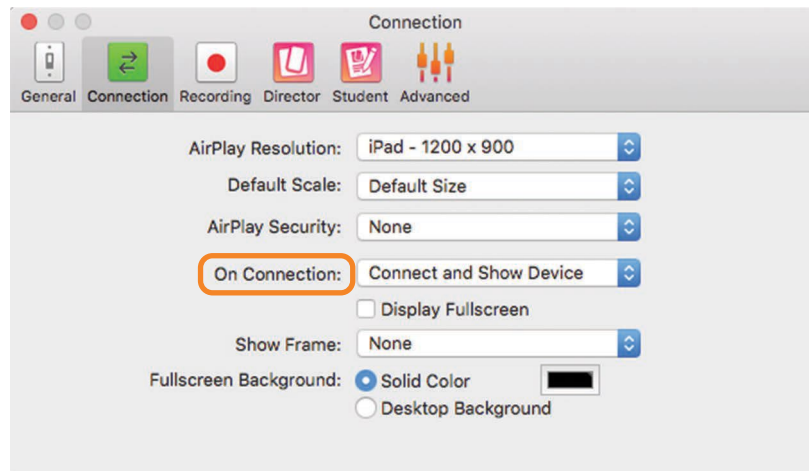 Connection
General Connection Recording Director Student Advanced
AirPlay Resolution: iPad - 1200 x 900
Default Scale: Default Size
AirPlay Security: None
On Connection: Connect and Show Device
Display Fullscreen
Show Frame: None
Fullscreen Background: Solid Color
Desktop Background